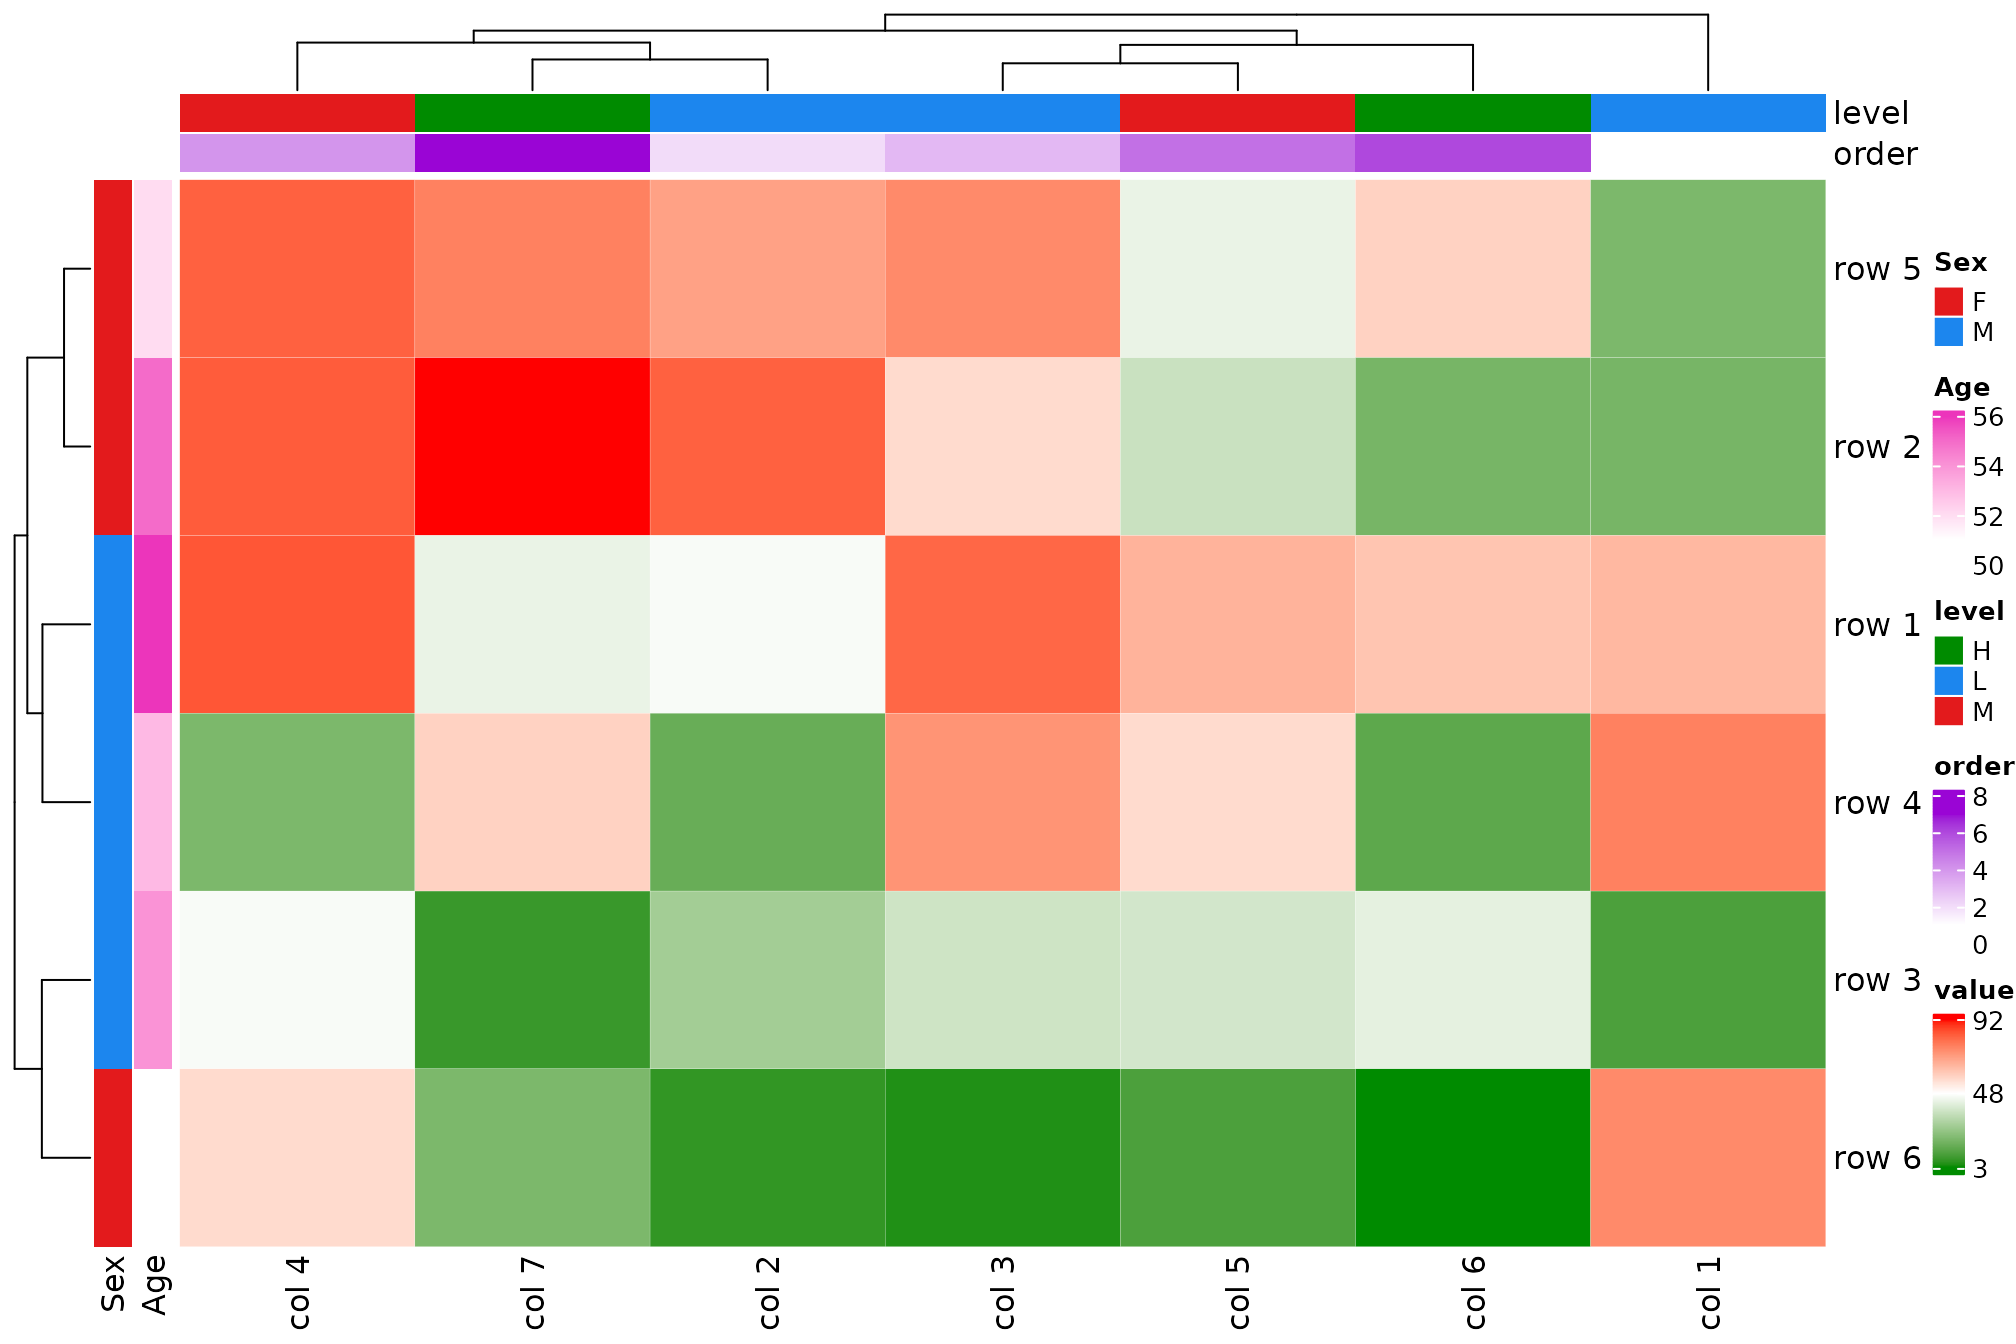 level
order
row 5
row 2
row 1
row 4
row 3
row 6
Sex
Age
col 4
col 7
col 2
col 3
col 5
col 6
col 1
Sex
F
M
Age
56
54
52
50
level
H
L
M
order
8
6
4
2
0
value
92
48
3